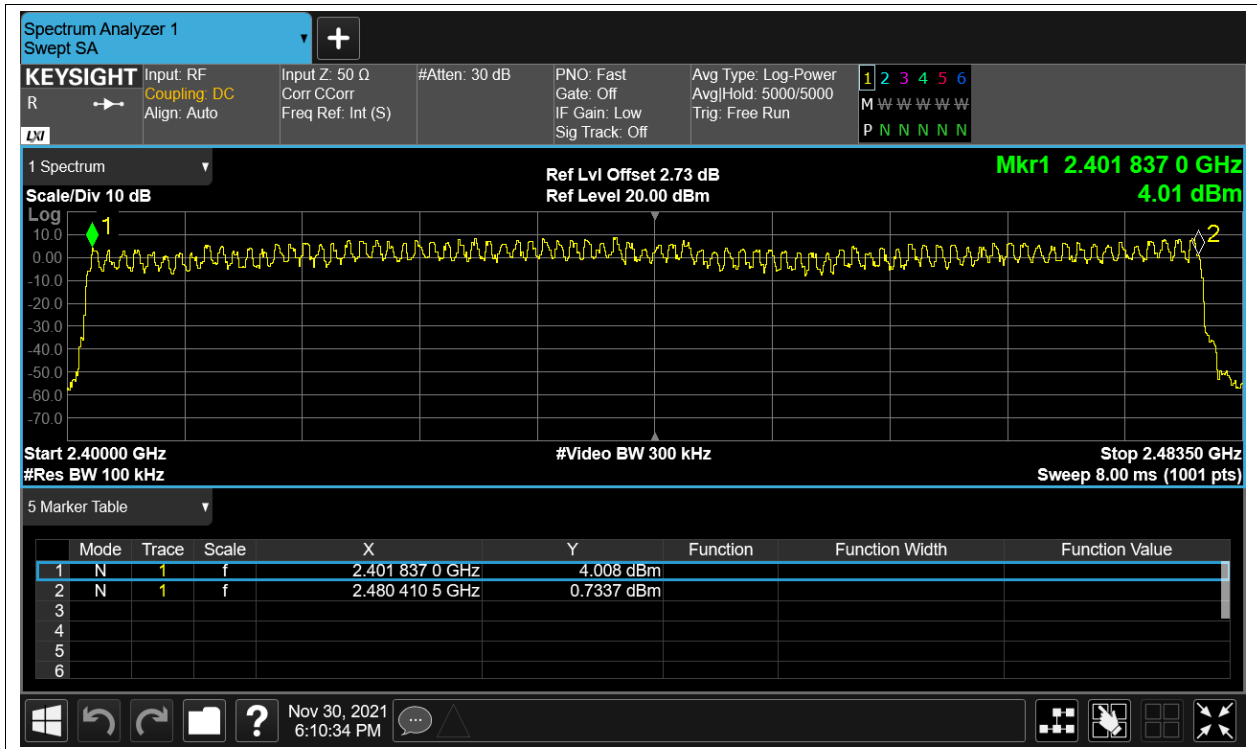 Spectrum Analyzer 1
Swept SA
KEYSIGHT
R
LXI
Input: RF
Coupling: DC
Align: Auto
Input Z: 50 Ω
Corr CCorr
Freq Ref: Int (S)
#Atten: 30 dB
PNO: Fast
Gate: Off
IF Gain: Low
Sig Track: Off
Avg Type: Log-Power
Avg|Hold: 5000/5000
Trig: Free Run
1 2 3 4 5 6
M W W W W W
P N N N N N
1 Spectrum
Scale/Div 10 dB
Ref Lvl Offset 2.73 dB
Ref Level 20.00 dBm
Mkr1 2.401 837 0 GHz
4.01 dBm
Log
10.0
0.00
-10.0
-20.0
-30.0
-40.0
-50.0
-60.0
-70.0
1
2
Start 2.40000 GHz
#Res BW 100 kHz
#Video BW 300 kHz
Stop 2.48350 GHz
Sweep 8.00 ms (1001 pts)
5 Marker Table
Mode Trace Scale X Y Function Function Width Function Value
1 N 1 f 2.401 837 0 GHz 4.008 dBm
2 N 1 f 2.480 410 5 GHz 0.7337 dBm
3
4
5
6
?
Nov 30, 2021
6:10:34 PM